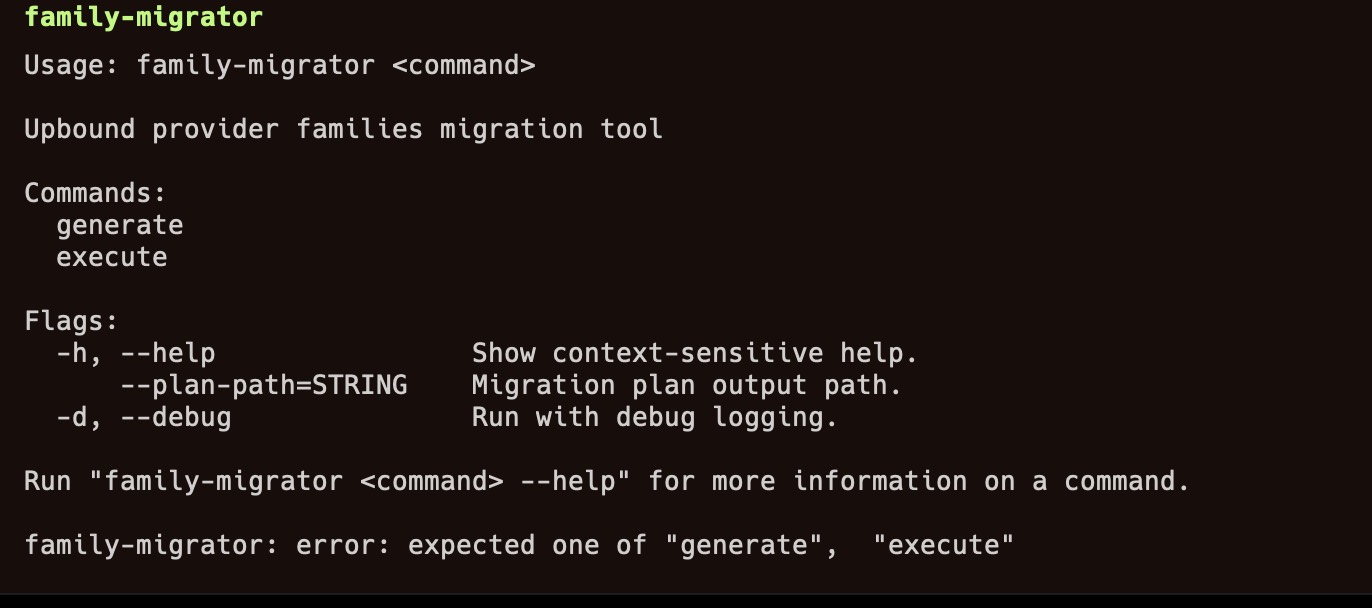 family-migrator
Usage: family-migrator <command>
Upbound provider families migration tool
Commands:
generate
execute
Flags:
-h, --help Show context-sensitive help.
--plan-path=STRING Migration plan output path.
-d, --debug Run with debug logging.
Run "family-migrator <command> --help" for more information on a command.
family-migrator: error: expected one of "generate",  "execute"